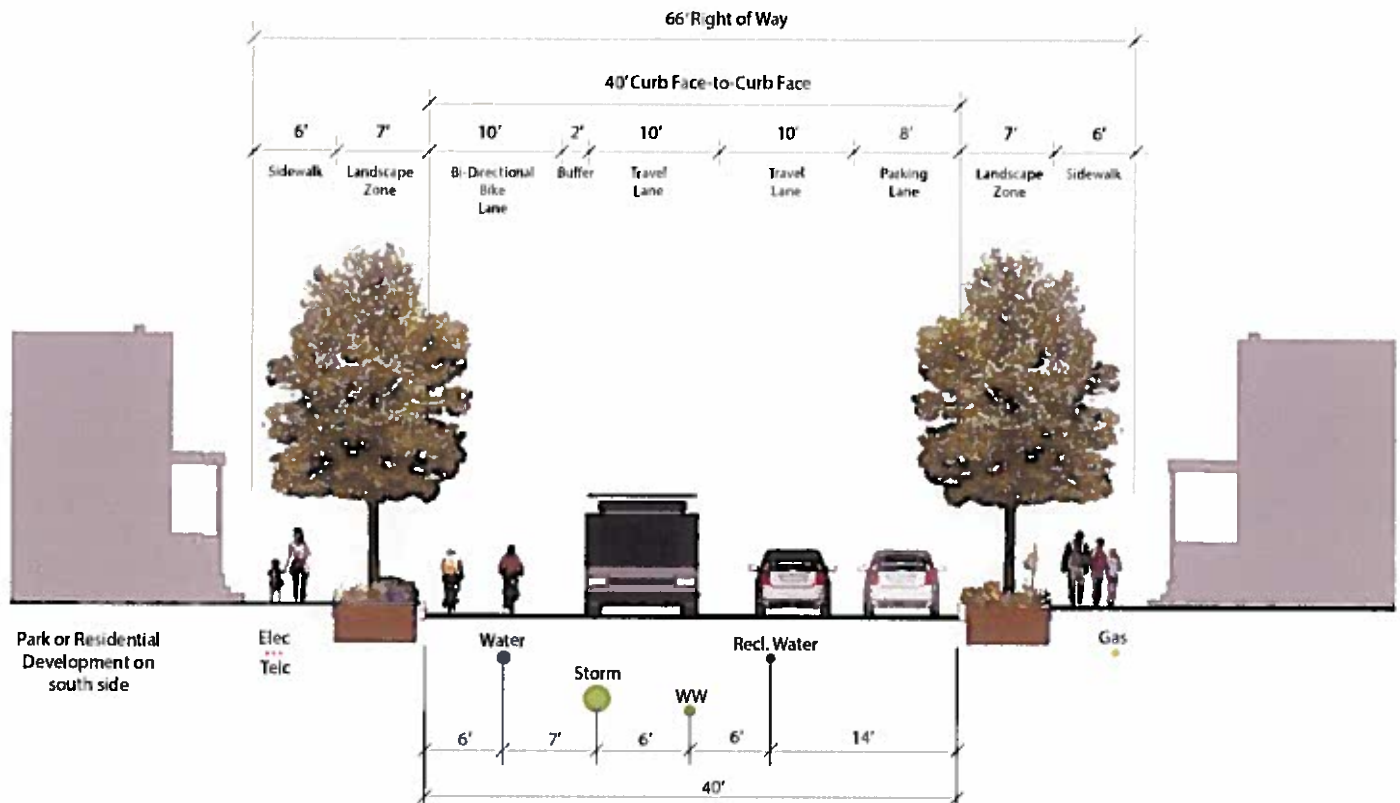 66' Right of Way
40' Curb Face-to-Curb Face
6' 7' 10' 2' 10' 10' 8' 7' 6'
Sidewalk
Landscape
Zone
Bi-Directional
Bike
Lane
Buffer
Travel
Lane
Travel
Lane
Parking
Lane
Landscape
Zone
Sidewalk
Park or Residential
Development on
south side
Elec
Telc
Water
Storm
WW
Recl. Water
Gas
6' 7' 6' 6' 14'
40'